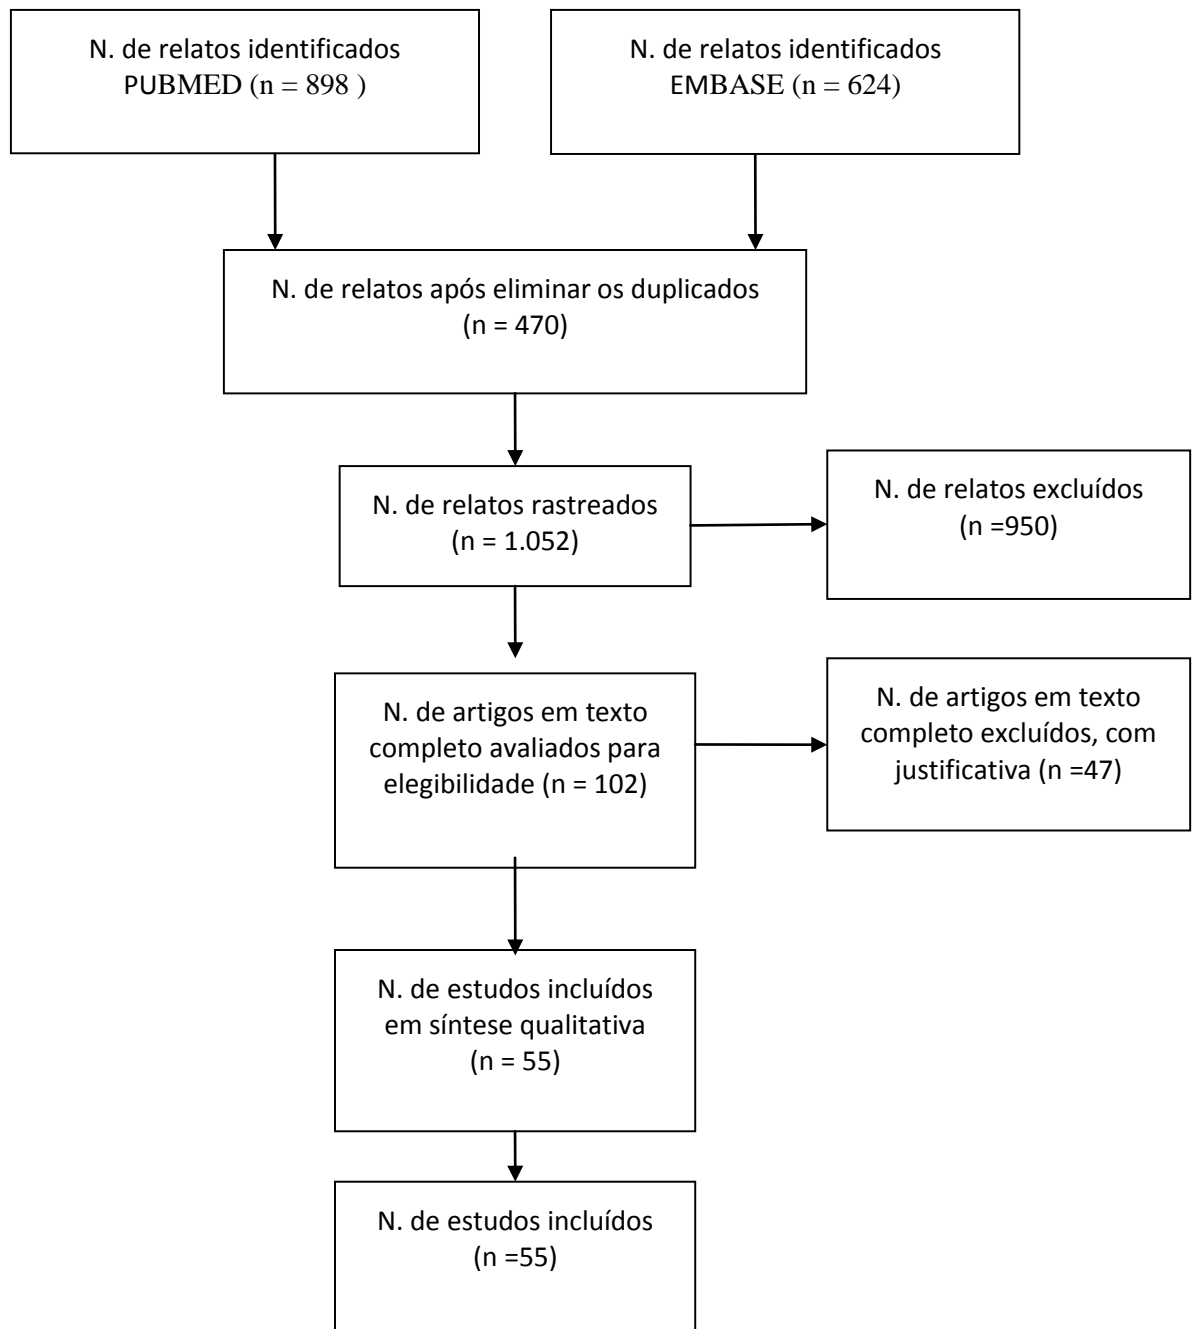 N. de relatos identificados
PUBMED (n = 898 )
N. de relatos identificados
EMBASE (n = 624)
N. de relatos após eliminar os duplicados
(n = 470)
N. de relatos rastreados
(n = 1.052)
N. de relatos excluídos
(n =950)
N. de artigos em texto
completo avaliados para
elegibilidade (n = 102)
N. de artigos em texto
completo excluídos, com
justificativa (n =47)
N. de estudos incluídos
em síntese qualitativa
(n = 55)
N. de estudos incluídos
(n =55)